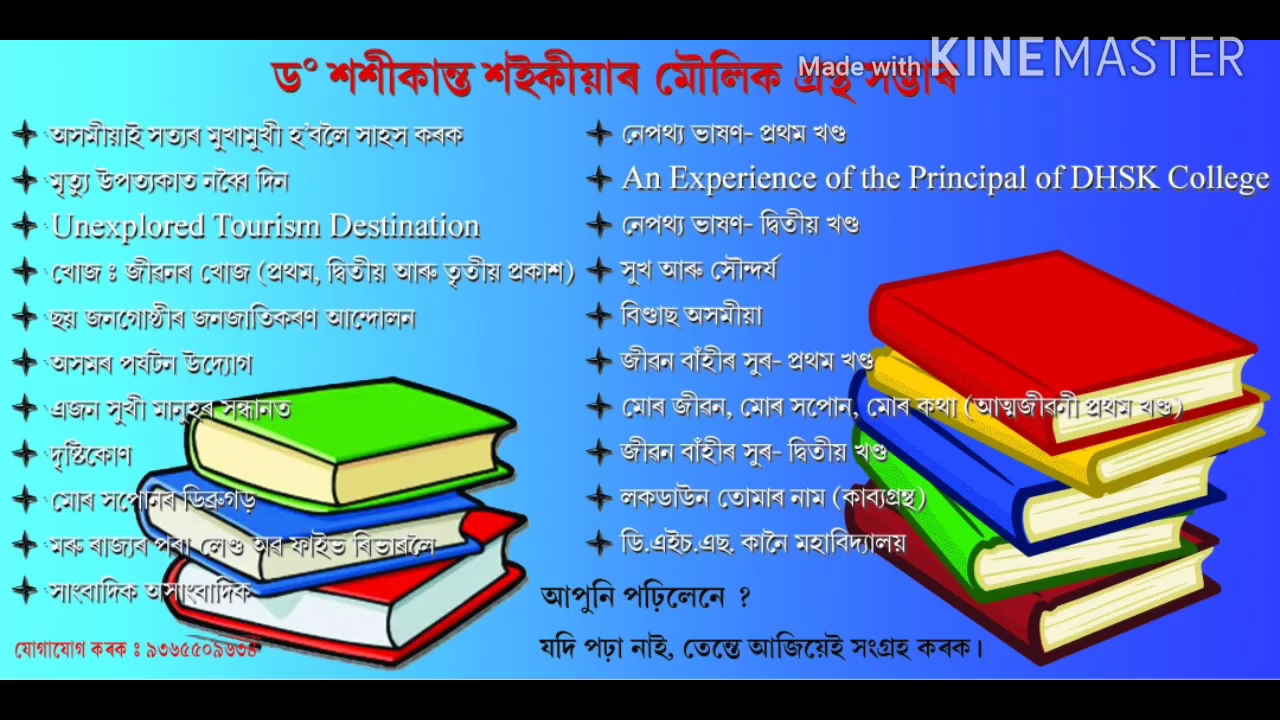 ড° শশীকান্ত শইকীয়াৰ মৌলিক গ্ৰন্থ সম্ভাৰ
Made with KINEMASTER
অসমীয়াই সত্যৰ মুখামুখী হ'বলৈ সাহস কৰক
মৃত্যু উপত্যকাত নব্বৈ দিন
Unexplored Tourism Destination
খোজ ঃ জীৱনৰ খোজ (প্ৰথম, দ্বিতীয় আৰু তৃতীয় প্ৰকাশ)
ছয় জনগোষ্ঠীৰ জনজাতিকৰণ আন্দোলন
অসমৰ পৰ্যটন উদ্যোগ
এজন সুখী মানুহৰ সন্ধানত
দৃষ্টিকোণ
মোৰ সপোনৰ ডিব্ৰুগড়
মৰু ৰাজ্যৰ পৰা লেণ্ড অৱ ফাইভ ৰিভাৰলৈ
সাংবাদিক অসাংবাদিক
যোগাযোগ কৰক ঃ
নেপথ্য ভাষণ- প্ৰথম খণ্ড
An Experience of the Principal of DHSK College
নেপথ্য ভাষণ- দ্বিতীয় খণ্ড
সুখ আৰু সৌন্দৰ্য
বিণ্ডাছ অসমীয়া
জীৱন বাঁহীৰ সুৰ- প্ৰথম খণ্ড
মোৰ জীৱন, মোৰ সপোন, মোৰ কথা (আত্মজীৱনী প্ৰথম খণ্ড)
জীৱন বাঁহীৰ সুৰ- দ্বিতীয় খণ্ড
লকডাউন তোমাৰ নাম (কাব্যগ্ৰন্থ)
ডি.এইচ.এছ. কানৈ মহাবিদ্যালয়
আপুনি পঢ়িলেনে ?
যদি পঢ়া নাই, তেন্তে আজিয়েই সংগ্ৰহ কৰক।